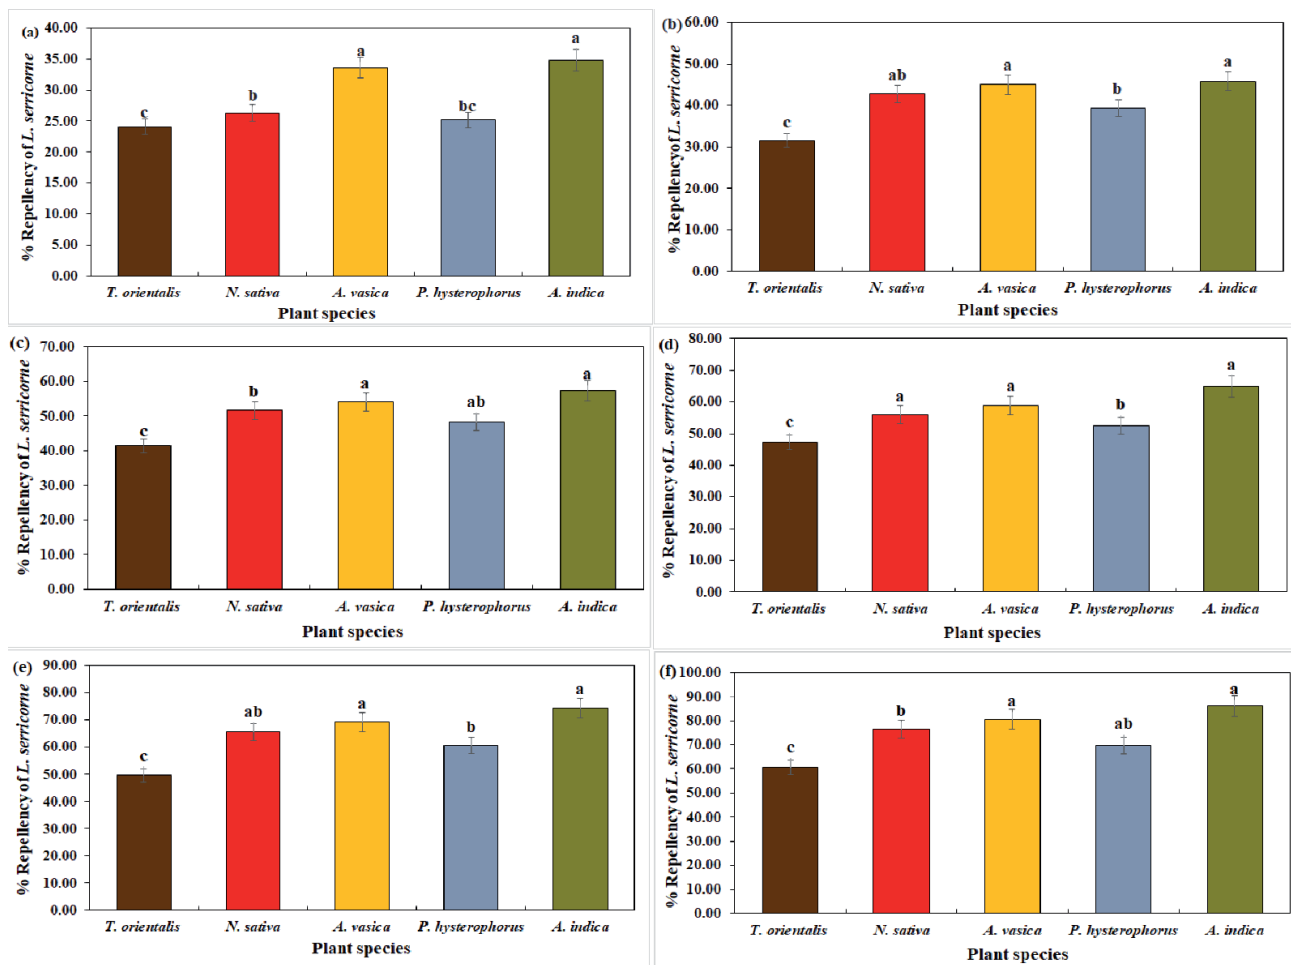 (a)
% Repellency of L. serricorne
40.00
35.00
30.00
25.00
20.00
15.00
10.00
5.00
0.00
c
b
a
bc
a
T. orientalis N. sativa A. vasica P. hysterophorus A. indica
Plant species
(b)
% Repellency of L. serricorne
60.00
50.00
40.00
30.00
20.00
10.00
0.00
c
ab
a
b
a
T. orientalis N. sativa A. vasica P. hysterophorus A. indica
Plant species
(c)
% Repellency of L. serricorne
70.00
60.00
50.00
40.00
30.00
20.00
10.00
0.00
c
b
a
ab
a
T. orientalis N. sativa A. vasica P. hysterophorus A. indica
Plant species
(d)
% Repellency of L. serricorne
80.00
70.00
60.00
50.00
40.00
30.00
20.00
10.00
0.00
c
a
a
b
a
T. orientalis N. sativa A. vasica P. hysterophorus A. indica
Plant species
(e)
% Repellency of L. serricorne
90.00
80.00
70.00
60.00
50.00
40.00
30.00
20.00
10.00
0.00
c
ab
a
b
a
T. orientalis N. sativa A. vasica P. hysterophorus A. indica
Plant species
(f)
% Repellency of L. serricorne
100.00
90.00
80.00
70.00
60.00
50.00
40.00
30.00
20.00
10.00
0.00
c
b
a
ab
a
T. orientalis N. sativa A. vasica P. hysterophorus A. indica
Plant species